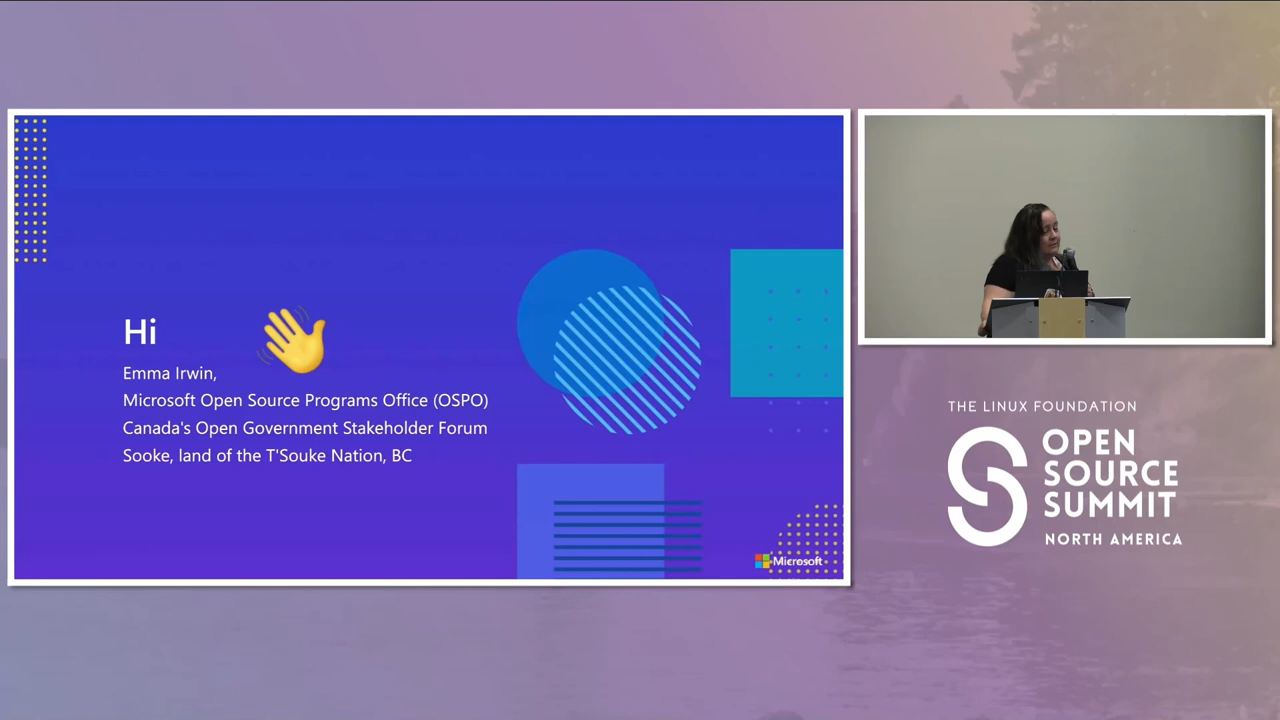 Hi
Emma Irwin,
Microsoft Open Source Programs Office (OSPO)
Canada's Open Government Stakeholder Forum
Sooke, land of the T'Souke Nation, BC
Microsoft
THE LINUX FOUNDATION
OPEN
SOURCE
SUMMIT
NORTH AMERICA